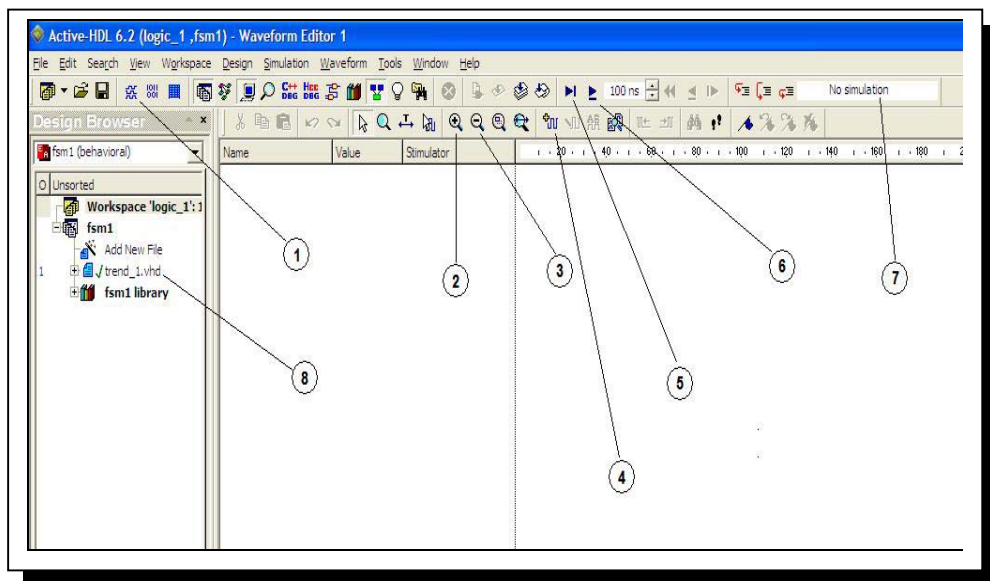 Active-HDL 6.2 (logic_1 ,fsm1) - Waveform Editor 1
File Edit Search View Workspace Design Simulation Waveform Tools Window Help
C++ DBG HDE DBG 100 ns No simulation
Design Browser
fsm1 (behavioral)
Name Value Stimulator 20 40 60 80 100 120 140 160 180
O Unsorted
Workspace 'logic_1': 1
fsm1
Add New File
1 trend_1.vhd
fsm1 library
1
2
3
6
7
8
5
4